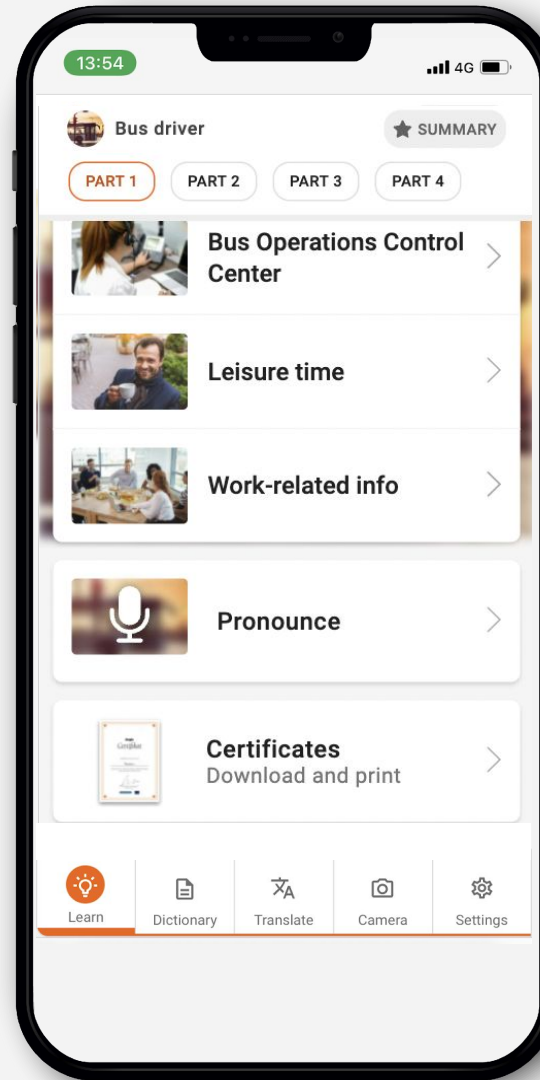 13:54
4G
Bus driver
SUMMARY
PART 1
PART 2
PART 3
PART 4
Bus Operations Control
Center
Leisure time
Work-related info
Pronounce
Certificates
Download and print
Learn
Dictionary
Translate
Camera
Settings